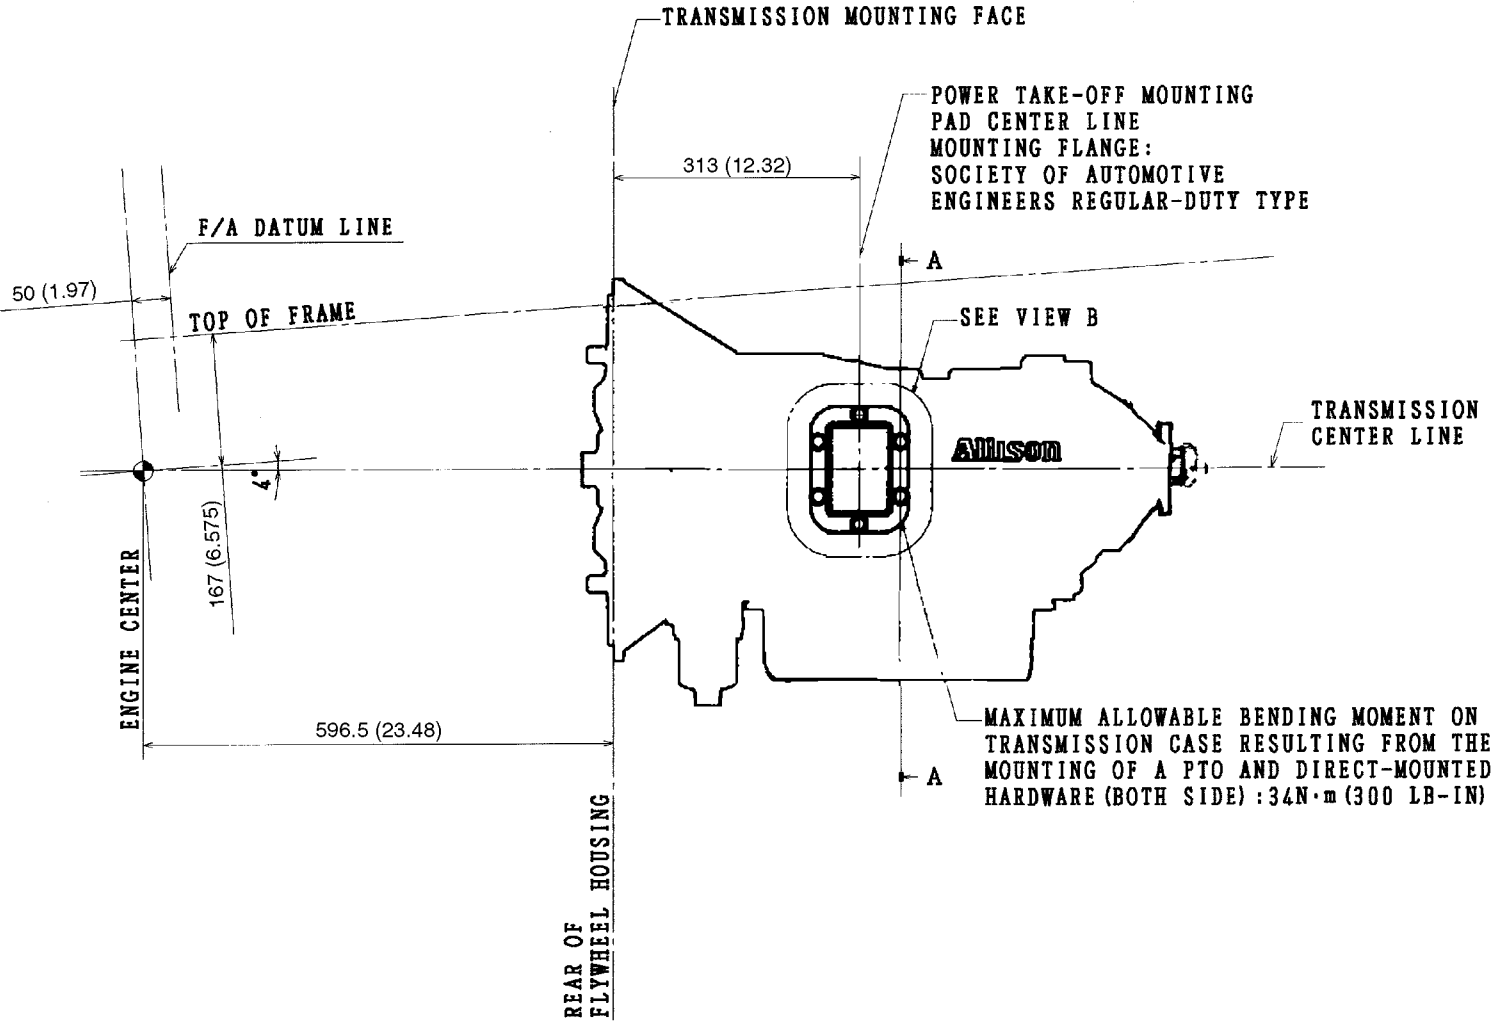 TRANSMISSION MOUNTING FACE
POWER TAKE-OFF MOUNTING
PAD CENTER LINE
MOUNTING FLANGE:
SOCIETY OF AUTOMOTIVE
ENGINEERS REGULAR-DUTY TYPE
313 (12.32)
F/A DATUM LINE
A
50 (1.97)
TOP OF FRAME
SEE VIEW B
TRANSMISSION
CENTER LINE
Allison
4°
167 (6.575)
ENGINE CENTER
596.5 (23.48)
MAXIMUM ALLOWABLE BENDING MOMENT ON
TRANSMISSION CASE RESULTING FROM THE
MOUNTING OF A PTO AND DIRECT-MOUNTED
HARDWARE (BOTH SIDE) : 34N·m (300 LB-IN)
A
REAR OF
FLYWHEEL HOUSING